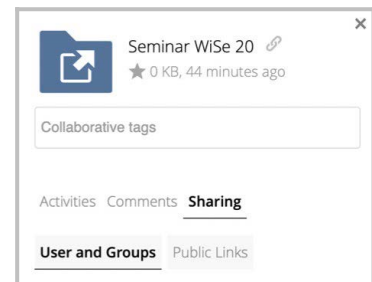 Seminar WiSe 20
★ 0 KB, 44 minutes ago
Collaborative tags
Activities Comments Sharing
User and Groups Public Links